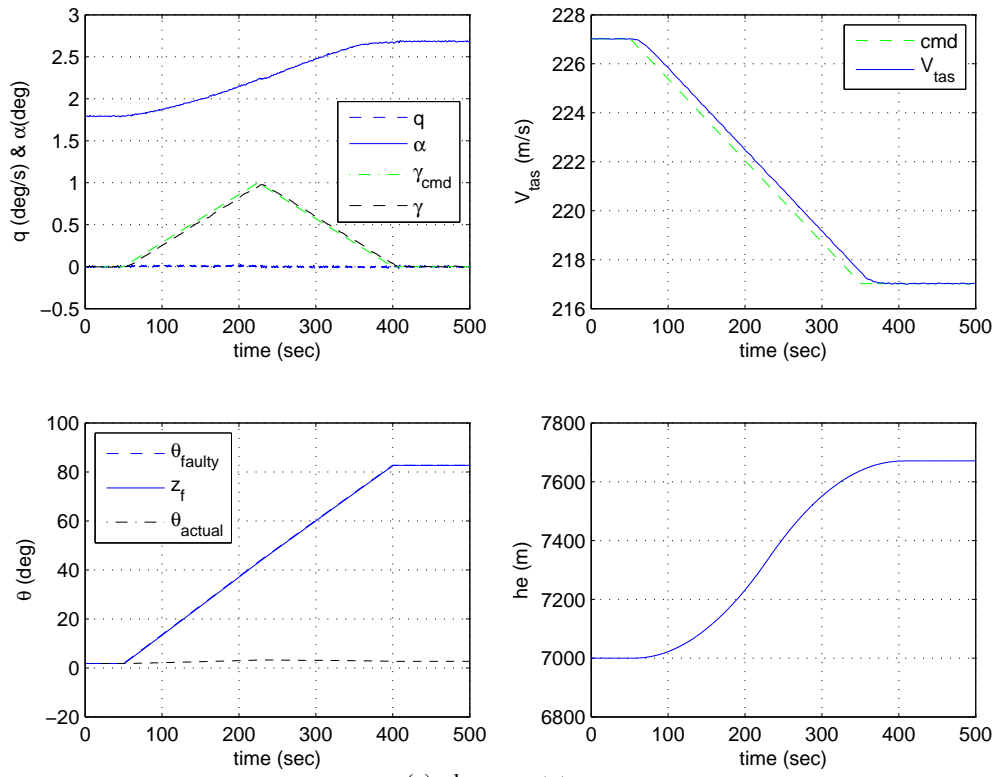 3
2.5
2
1.5
1
0.5
0
−0.5
q (deg/s) & α(deg)
q
α
γcmd
γ
0 100 200 300 400 500
time (sec)
228
226
224
222
220
218
216
Vtas (m/s)
cmd
Vtas
0 100 200 300 400 500
time (sec)
100
80
60
40
20
0
−20
θ (deg)
θfaulty
zf
θactual
0 100 200 300 400 500
time (sec)
7800
7600
7400
7200
7000
6800
he (m)
0 100 200 300 400 500
time (sec)